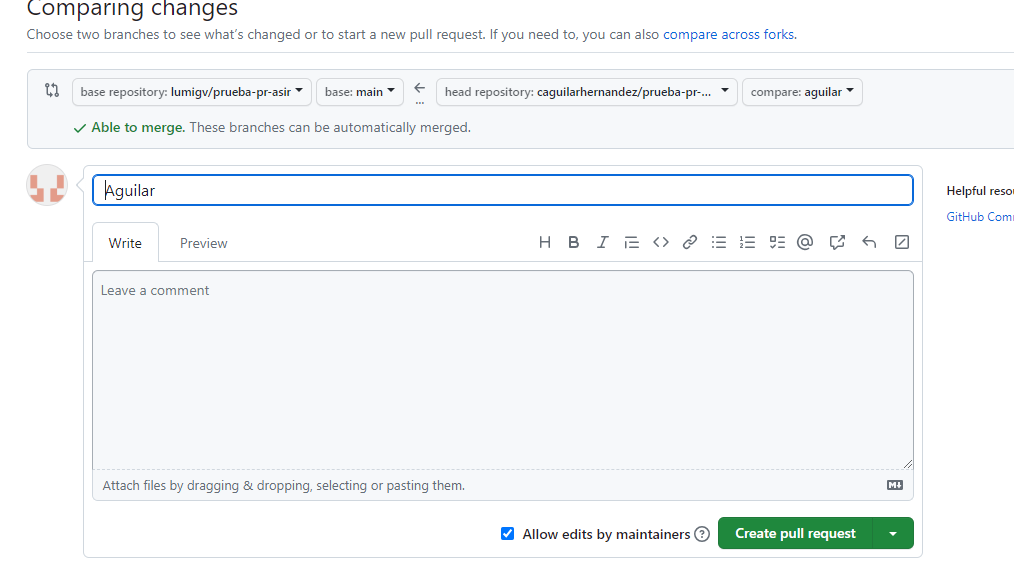 Comparing changes
Choose two branches to see what's changed or to start a new pull request. If you need to, you can also compare across forks.
base repository: lumigv/prueba-pr-asir base: main ... head repository: caguilarhernandez/prueba-pr-... compare: aguilar
Able to merge. These branches can be automatically merged.
Aguilar
Helpful reso
Write Preview
GitHub Com
Leave a comment
Attach files by dragging & dropping, selecting or pasting them.
Allow edits by maintainers Create pull request